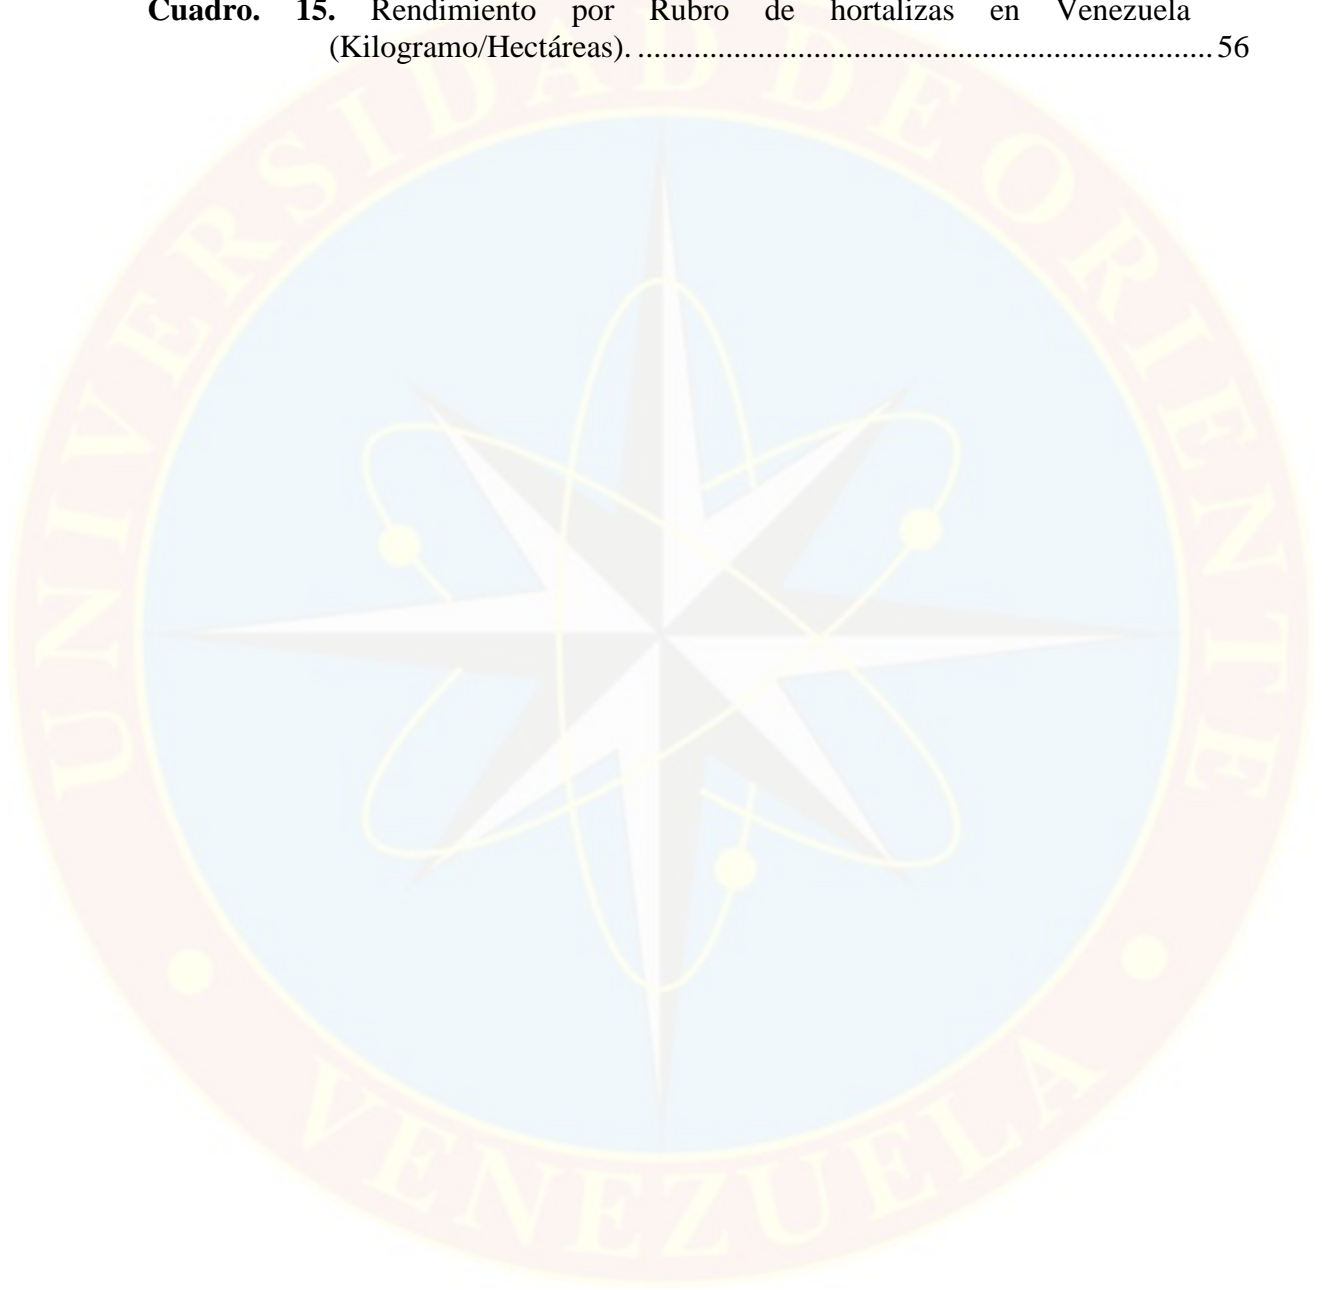 Cuadro. 15. Rendimiento por Rubro de hortalizas en Venezuela
(Kilogramo/Hectáreas). ........................................................................ 56
UNIVERSIDAD DE ORIENTE
VENEZUELA